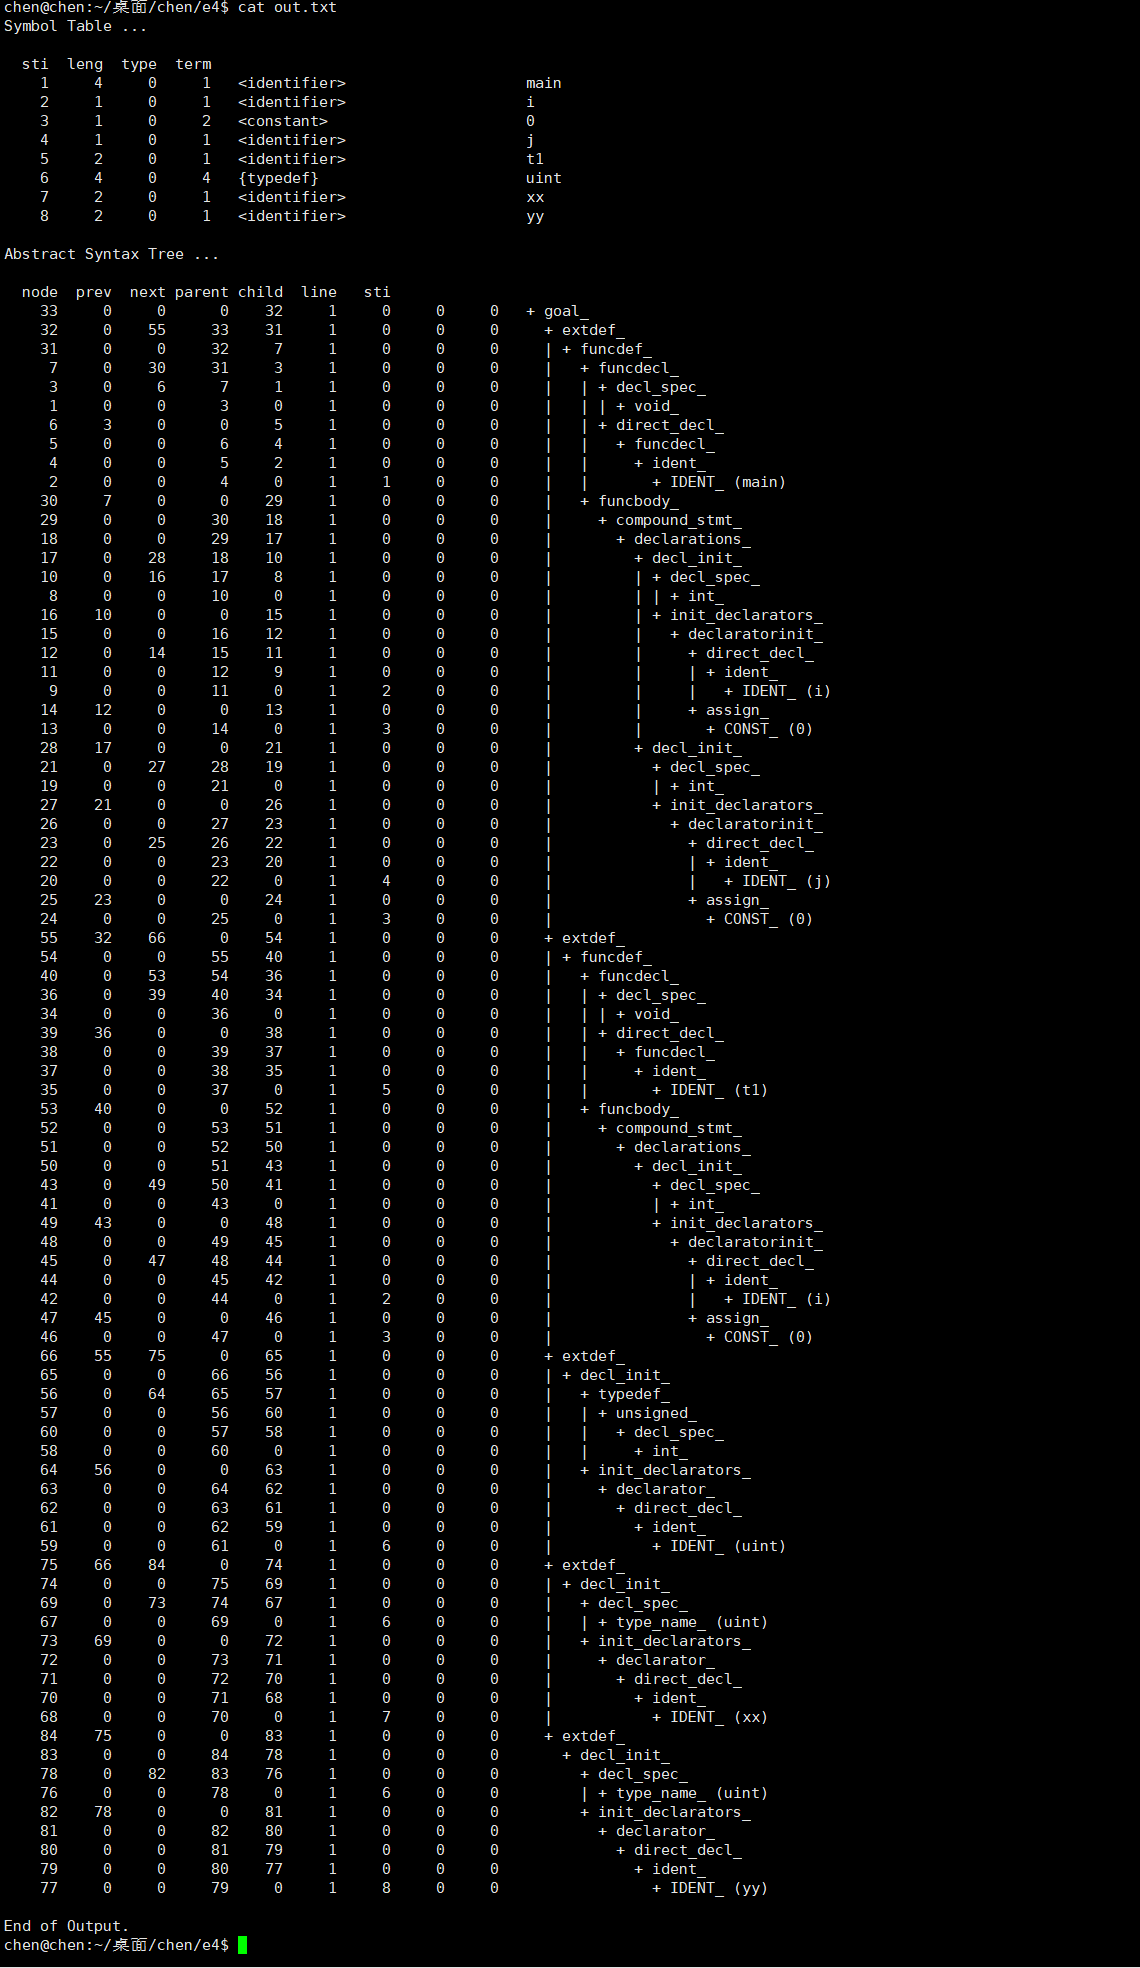 chen@chen:~/桌面/chen/e4$ cat out.txt
Symbol Table ...

  sti  leng  type  term
    1     4     0     1   <identifier>                    main
    2     1     0     1   <identifier>                    i
    3     1     0     2   <constant>                      0
    4     1     0     1   <identifier>                    j
    5     2     0     1   <identifier>                    t1
    6     4     0     4   {typedef}                       uint
    7     2     0     1   <identifier>                    xx
    8     2     0     1   <identifier>                    yy

Abstract Syntax Tree ...

  node  prev  next parent child  line   sti
    33     0     0      0    32     1     0     0     0   + goal_
    32     0    55     33    31     1     0     0     0     + extdef_
    31     0     0     32     7     1     0     0     0     | + funcdef_
     7     0    30     31     3     1     0     0     0     |   + funcdecl_
     3     0     6      7     1     1     0     0     0     |   | + decl_spec_
     1     0     0      3     0     1     0     0     0     |   | | + void_
     6     3     0      0     5     1     0     0     0     |   | + direct_decl_
     5     0     0      6     4     1     0     0     0     |   |   + funcdecl_
     4     0     0      5     2     1     0     0     0     |   |     + ident_
     2     0     0      4     0     1     1     0     0     |   |       + IDENT_ (main)
    30     7     0      0    29     1     0     0     0     |   + funcbody_
    29     0     0     30    18     1     0     0     0     |     + compound_stmt_
    18     0     0     29    17     1     0     0     0     |       + declarations_
    17     0    28     18    10     1     0     0     0     |         + decl_init_
    10     0    16     17     8     1     0     0     0     |         | + decl_spec_
     8     0     0     10     0     1     0     0     0     |         | | + int_
    16    10     0      0    15     1     0     0     0     |         | + init_declarators_
    15     0     0     16    12     1     0     0     0     |         |   + declaratorinit_
    12     0    14     15    11     1     0     0     0     |         |     + direct_decl_
    11     0     0     12     9     1     0     0     0     |         |     | + ident_
     9     0     0     11     0     1     2     0     0     |         |     |   + IDENT_ (i)
    14    12     0      0    13     1     0     0     0     |         |     + assign_
    13     0     0     14     0     1     3     0     0     |         |       + CONST_ (0)
    28    17     0      0    21     1     0     0     0     |         + decl_init_
    21     0    27     28    19     1     0     0     0     |           + decl_spec_
    19     0     0     21     0     1     0     0     0     |           | + int_
    27    21     0      0    26     1     0     0     0     |           + init_declarators_
    26     0     0     27    23     1     0     0     0     |             + declaratorinit_
    23     0    25     26    22     1     0     0     0     |               + direct_decl_
    22     0     0     23    20     1     0     0     0     |               | + ident_
    20     0     0     22     0     1     4     0     0     |               |   + IDENT_ (j)
    25    23     0      0    24     1     0     0     0     |               + assign_
    24     0     0     25     0     1     3     0     0     |                 + CONST_ (0)
    55    32    66      0    54     1     0     0     0     + extdef_
    54     0     0     55    40     1     0     0     0     | + funcdef_
    40     0    53     54    36     1     0     0     0     |   + funcdecl_
    36     0    39     40    34     1     0     0     0     |   | + decl_spec_
    34     0     0     36     0     1     0     0     0     |   | | + void_
    39    36     0      0    38     1     0     0     0     |   | + direct_decl_
    38     0     0     39    37     1     0     0     0     |   |   + funcdecl_
    37     0     0     38    35     1     0     0     0     |   |     + ident_
    35     0     0     37     0     1     5     0     0     |   |       + IDENT_ (t1)
    53    40     0      0    52     1     0     0     0     |   + funcbody_
    52     0     0     53    51     1     0     0     0     |     + compound_stmt_
    51     0     0     52    50     1     0     0     0     |       + declarations_
    50     0     0     51    43     1     0     0     0     |         + decl_init_
    43     0    49     50    41     1     0     0     0     |           + decl_spec_
    41     0     0     43     0     1     0     0     0     |           | + int_
    49    43     0      0    48     1     0     0     0     |           + init_declarators_
    48     0     0     49    45     1     0     0     0     |             + declaratorinit_
    45     0    47     48    44     1     0     0     0     |               + direct_decl_
    44     0     0     45    42     1     0     0     0     |               | + ident_
    42     0     0     44     0     1     2     0     0     |               |   + IDENT_ (i)
    47    45     0      0    46     1     0     0     0     |               + assign_
    46     0     0     47     0     1     3     0     0     |                 + CONST_ (0)
    66    55    75      0    65     1     0     0     0     + extdef_
    65     0     0     66    56     1     0     0     0     | + decl_init_
    56     0    64     65    57     1     0     0     0     |   + typedef_
    57     0     0     56    60     1     0     0     0     |   | + unsigned_
    60     0     0     57    58     1     0     0     0     |   |   + decl_spec_
    58     0     0     60     0     1     0     0     0     |   |     + int_
    64    56     0      0    63     1     0     0     0     |   + init_declarators_
    63     0     0     64    62     1     0     0     0     |     + declarator_
    62     0     0     63    61     1     0     0     0     |       + direct_decl_
    61     0     0     62    59     1     0     0     0     |         + ident_
    59     0     0     61     0     1     6     0     0     |           + IDENT_ (uint)
    75    66    84      0    74     1     0     0     0     + extdef_
    74     0     0     75    69     1     0     0     0     | + decl_init_
    69     0    73     74    67     1     0     0     0     |   + decl_spec_
    67     0     0     69     0     1     6     0     0     |   | + type_name_ (uint)
    73    69     0      0    72     1     0     0     0     |   + init_declarators_
    72     0     0     73    71     1     0     0     0     |     + declarator_
    71     0     0     72    70     1     0     0     0     |       + direct_decl_
    70     0     0     71    68     1     0     0     0     |         + ident_
    68     0     0     70     0     1     7     0     0     |           + IDENT_ (xx)
    84    75     0      0    83     1     0     0     0     + extdef_
    83     0     0     84    78     1     0     0     0       + decl_init_
    78     0    82     83    76     1     0     0     0         + decl_spec_
    76     0     0     78     0     1     6     0     0         | + type_name_ (uint)
    82    78     0      0    81     1     0     0     0         + init_declarators_
    81     0     0     82    80     1     0     0     0           + declarator_
    80     0     0     81    79     1     0     0     0             + direct_decl_
    79     0     0     80    77     1     0     0     0               + ident_
    77     0     0     79     0     1     8     0     0                 + IDENT_ (yy)

End of Output.
chen@chen:~/桌面/chen/e4$